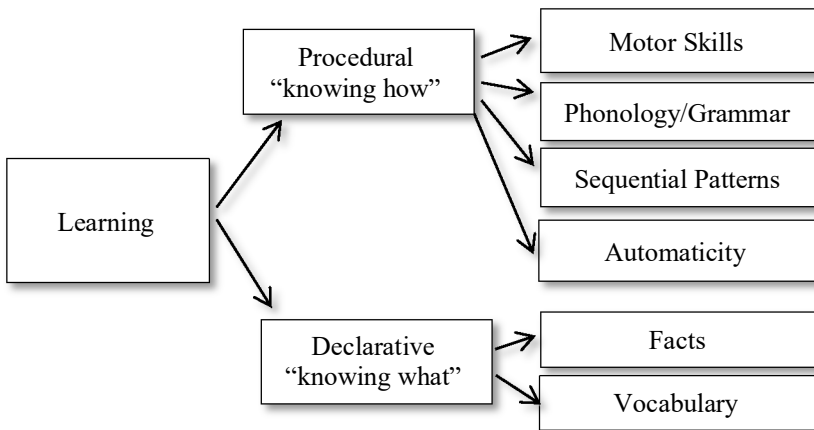 Learning
Procedural
“knowing how”
Motor Skills
Phonology/Grammar
Sequential Patterns
Automaticity
Declarative
“knowing what”
Facts
Vocabulary